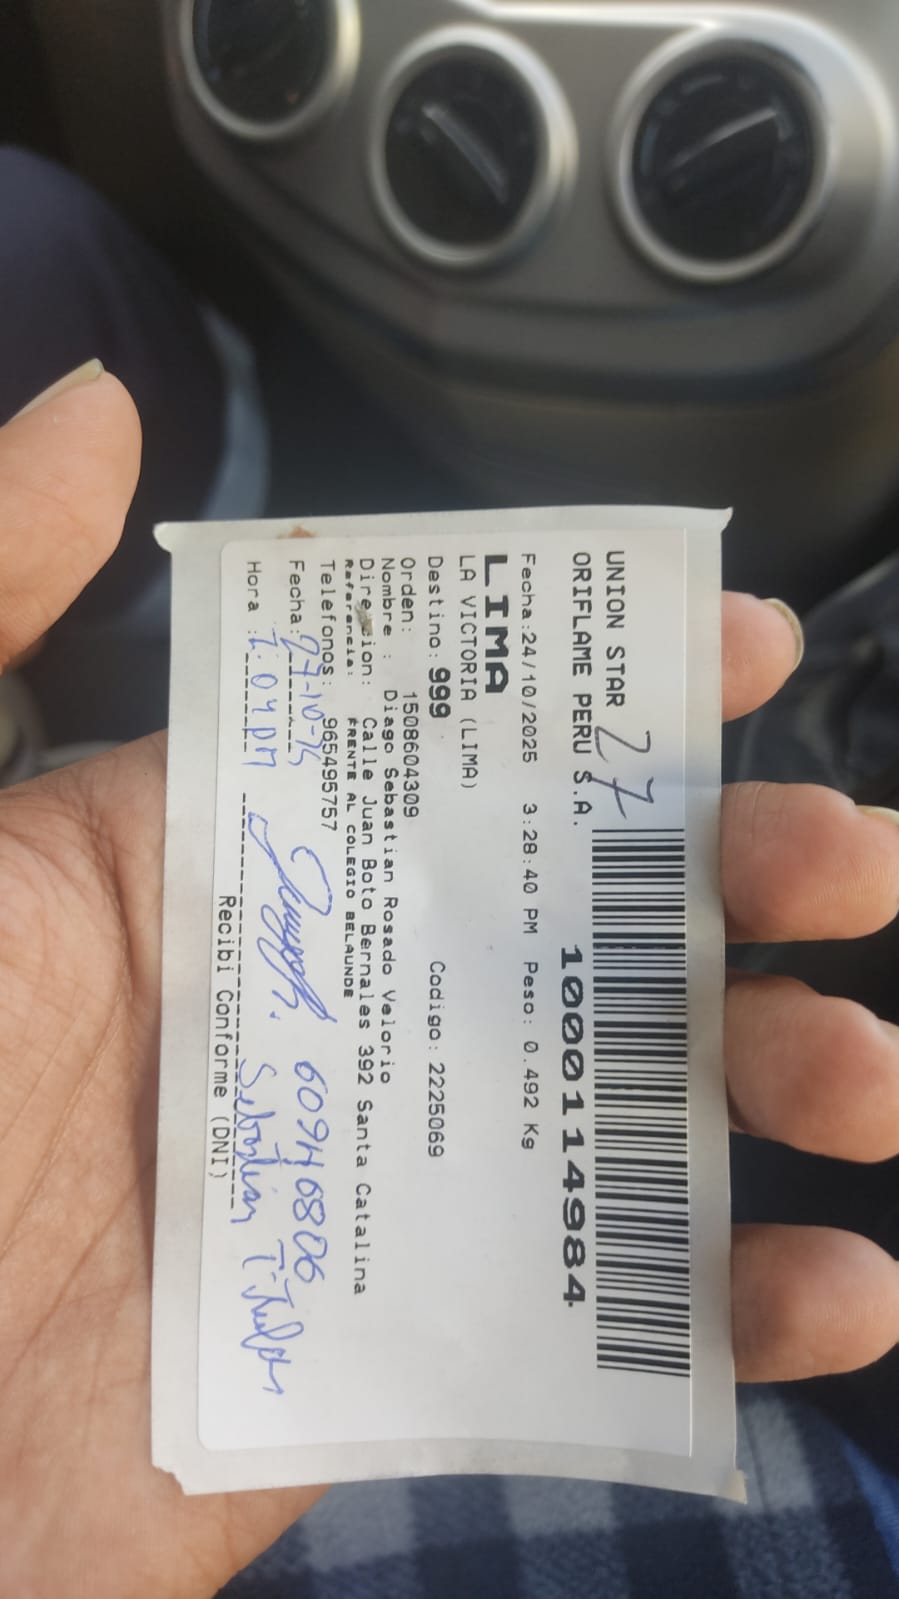 UNION STAR 27
ORIFLAME PERU S.A.
10001114984
Fecha:24/10/2025 3:28:40 PM Peso: 0.492 Kg
LIMA
LA VICTORIA (LIMA)
Destino: 999 Codigo: 2225069
Orden: 1508604309
Nombre : Diago Sebastian Rosado Velorio
Direccion: Calle Juan Boto Bernales 392 Santa Catalina
Referencia: FRENTE AL COLEGIO BELAUNDE
Telefonos: 965495757
Fecha: 27-10-25 609H6806
Hora : 7:04pm Sebastian
Recibi Conforme (DNI)